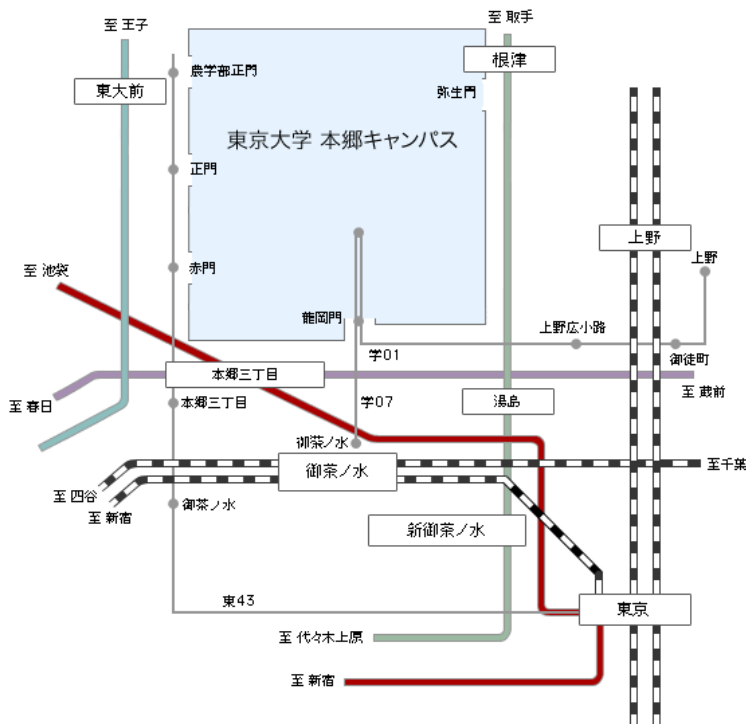 至 取手
至 王子
根津
農学部正門
東大前
弥生門
東京大学 本郷キャンパス
正門
上野
上野
赤門
至 池袋
龍岡門
上野広小路
学01
御徒町
本郷三丁目
至 蔵前
至 春日
本郷三丁目
学07
湯島
御茶ノ水
御茶ノ水
至千葉
至 四谷
御茶ノ水
至 新宿
新御茶ノ水
東43
東京
至 代々木上原
至 新宿